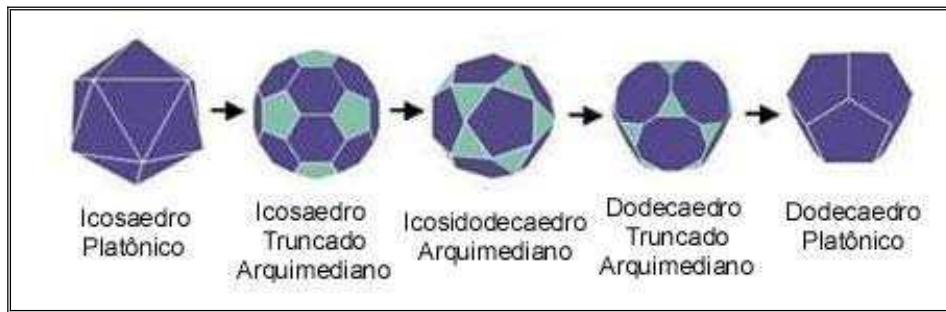 Icosaedro
Platônico
Icosaedro
Truncado
Arquimediano
Icosidodecaedro
Arquimediano
Dodecaedro
Truncado
Arquimediano
Dodecaedro
Platônico